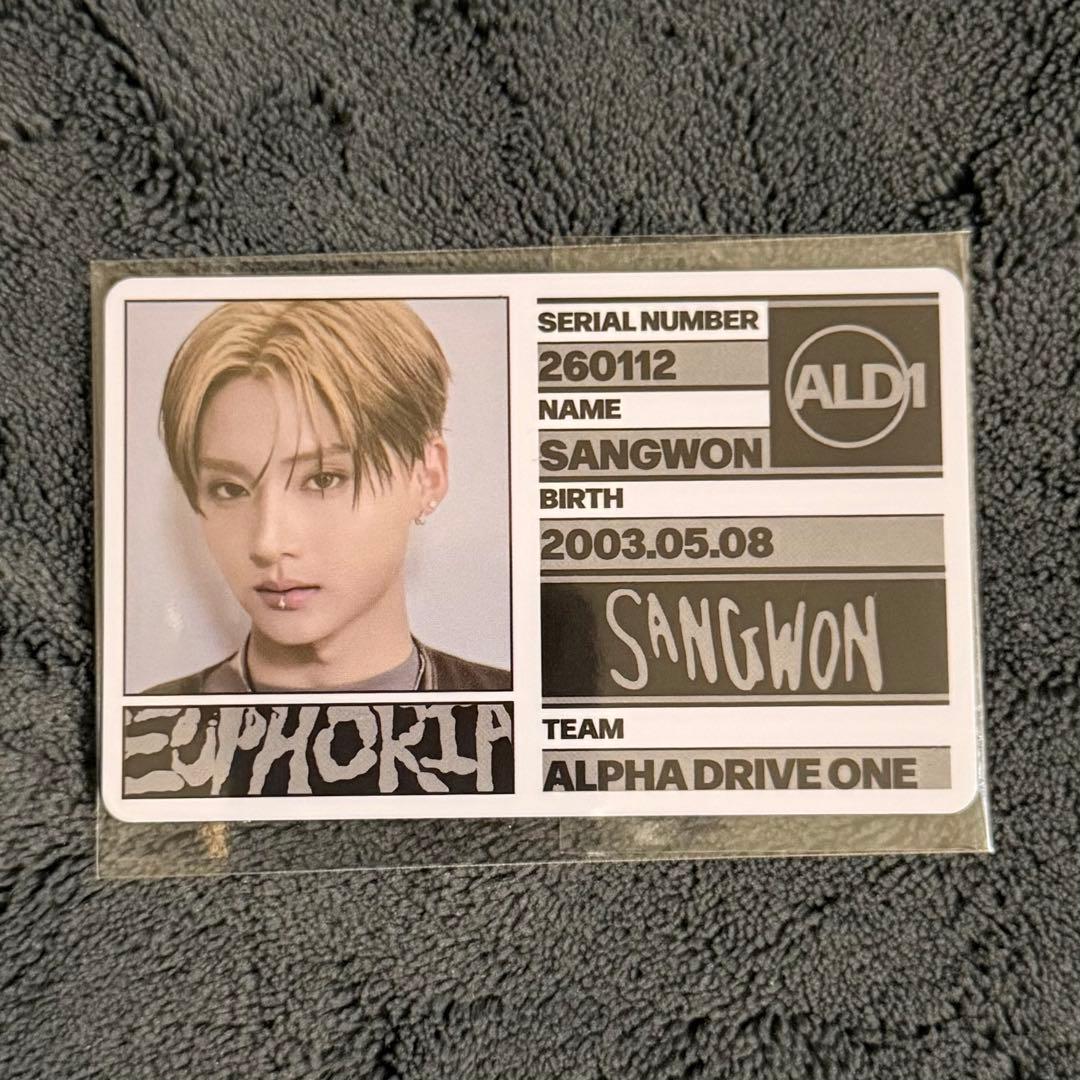 SERIAL NUMBER
260112
ALD1
NAME
SANGWON
BIRTH
2003.05.08
SANGWON
TEAM
ALPHA DRIVE ONE
EUPHORIA